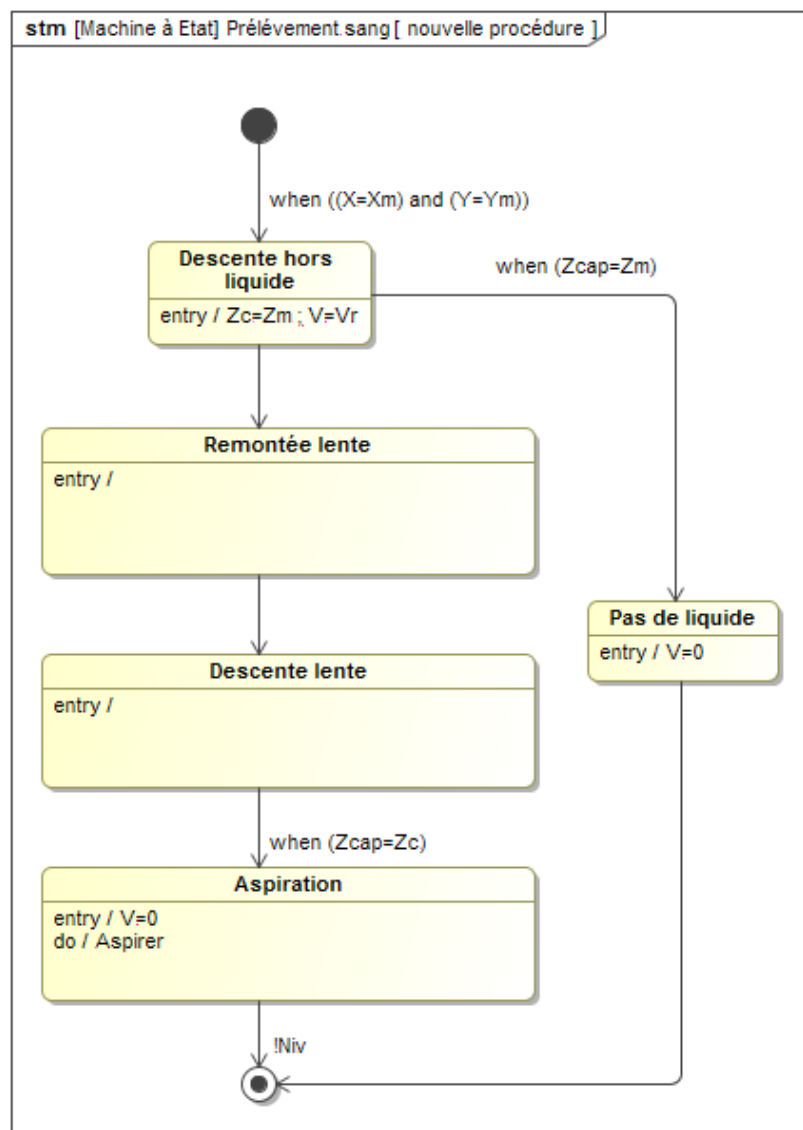 stm [Machine à Etat] Prélévement.sang[ nouvelle procédure ]
when ((X=Xm) and (Y=Ym))
Descente hors
liquide
entry / Zc=Zm ; V=Vr
when (Zcap=Zm)
Remontée lente
entry /
Pas de liquide
entry / V=0
Descente lente
entry /
when (Zcap=Zc)
Aspiration
entry / V=0
do / Aspirer
!Niv